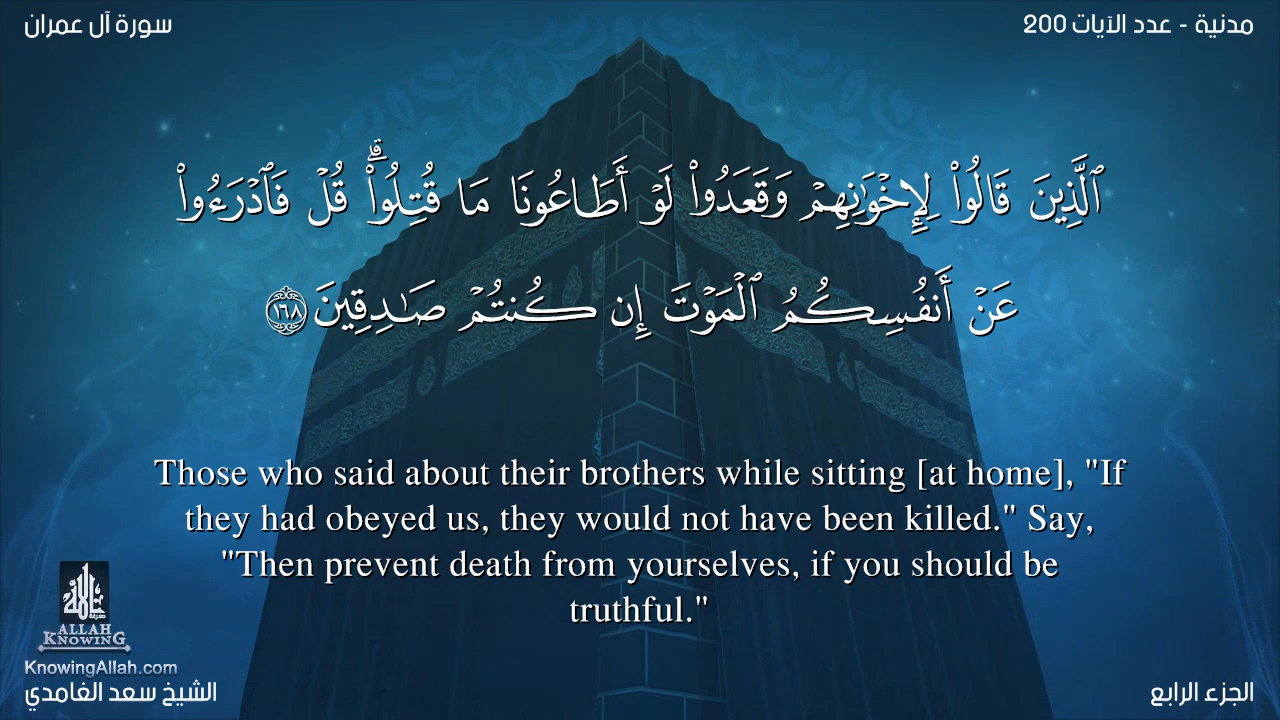 سورة آل عمران
مدنية - عدد الآيات 200
ٱلَّذِينَ قَالُوا۟ لِإِخْوَٰنِهِمْ وَقَعَدُوا۟ لَوْ أَطَاعُونَا مَا قُتِلُوا۟ ۗ قُلْ فَٱدْرَءُوا۟
عَنْ أَنفُسِكُمُ ٱلْمَوْتَ إِن كُنتُمْ صَـٰدِقِينَ ١٦٨
Those who said about their brothers while sitting [at home], "If
they had obeyed us, they would not have been killed." Say,
"Then prevent death from yourselves, if you should be
truthful."
معرفة الله
ALLAH
KNOWING
KnowingAllah.com
الشيخ سعد الغامدي
الجزء الرابع